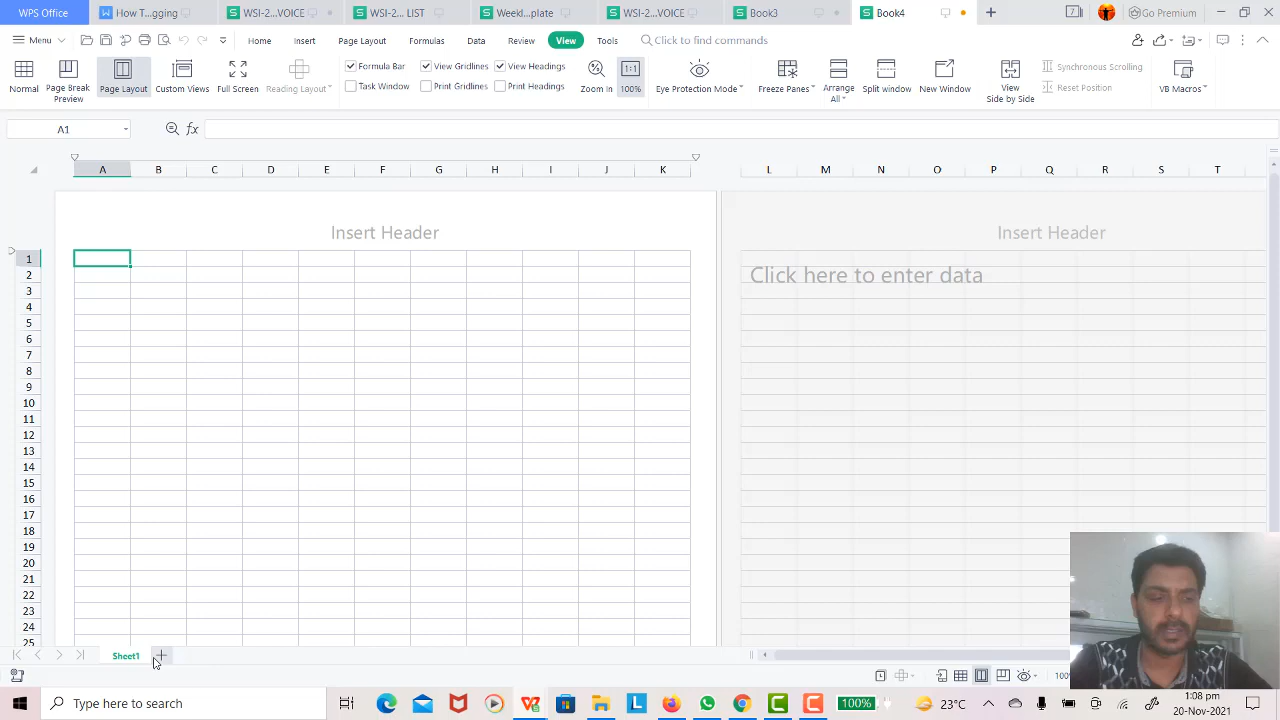 WPS Office
How T...
WSI-2...VOICE
F...r LIST
Weekl...plate
WSI-2...VOICE
Book3
Book4
7
Go Premium
Menu
Home
Insert
Page Layout
Formulas
Data
Review
View
Tools
Click to find commands
Normal
Page Break Preview
Page Layout
Custom Views
Full Screen
Reading Layout
Formula Bar
View Gridlines
View Headings
Task Window
Print Gridlines
Print Headings
Zoom In
1:1
100%
Eye Protection Mode
Freeze Panes
Arrange All
Split window
New Window
View Side by Side
Synchronous Scrolling
Reset Position
VB Macros
A1
fx
A B C D E F G H I J K L M N O P Q R S T
Insert Header
Insert Header
1
2
Click here to enter data
3
4
5
6
7
8
9
10
11
12
13
14
15
16
17
18
19
20
21
22
23
24
25
Sheet1
100
Type here to search
100%
23°C
1:08 pm
20-Nov-2021